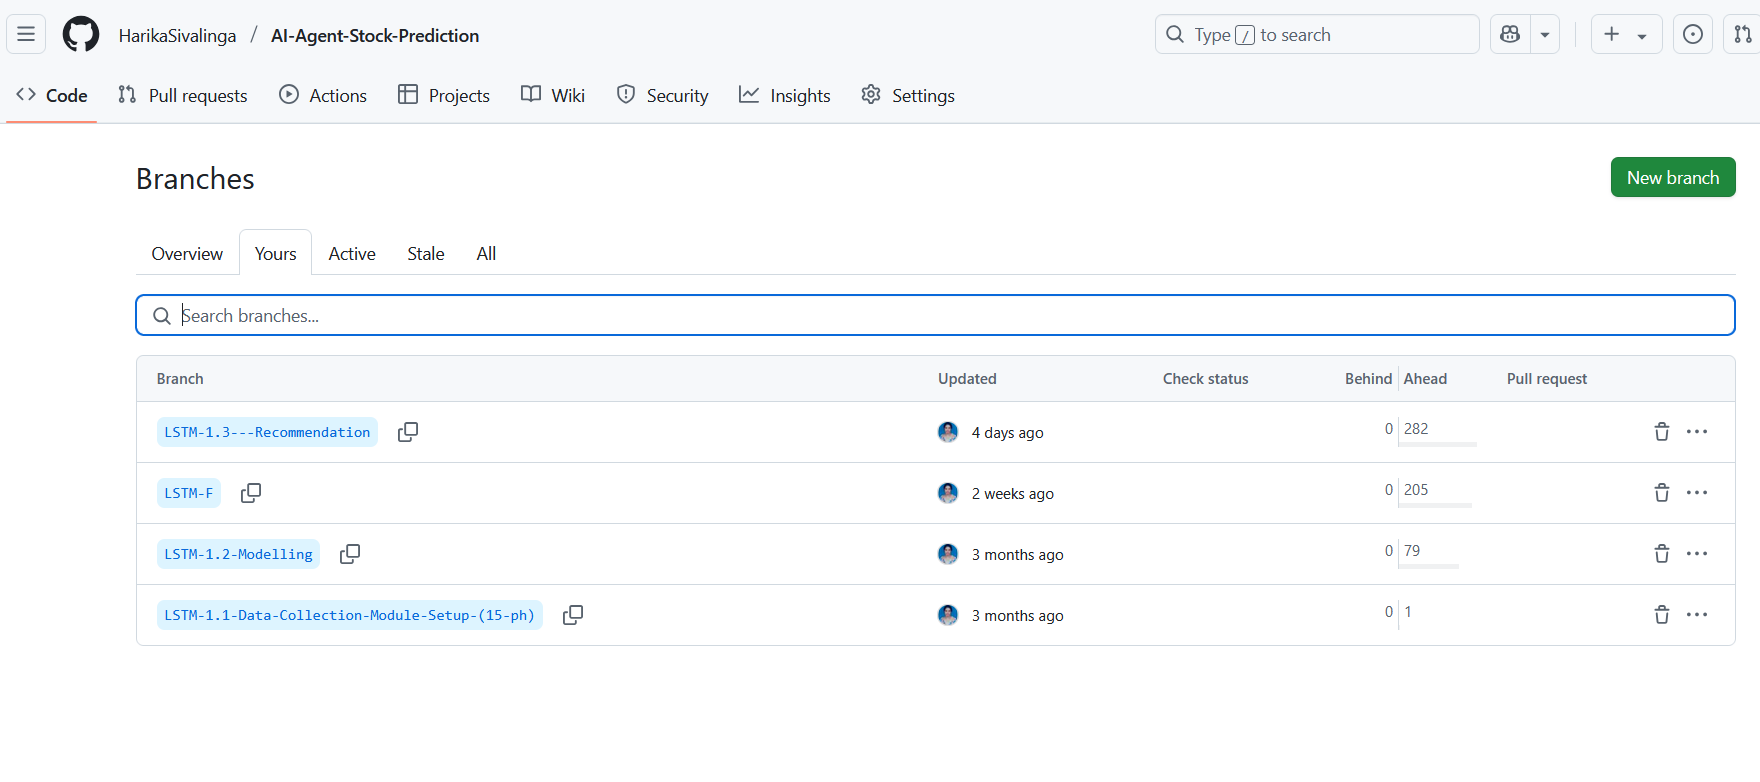 HarikaSivalinga / AI-Agent-Stock-Prediction
Type / to search
Code Pull requests Actions Projects Wiki Security Insights Settings
Branches
New branch
Overview Yours Active Stale All
Search branches...
Branch Updated Check status Behind Ahead Pull request
LSTM-1.3---Recommendation 4 days ago 0 282
LSTM-F 2 weeks ago 0 205
LSTM-1.2-Modelling 3 months ago 0 79
LSTM-1.1-Data-Collection-Module-Setup-(15-ph) 3 months ago 0 1